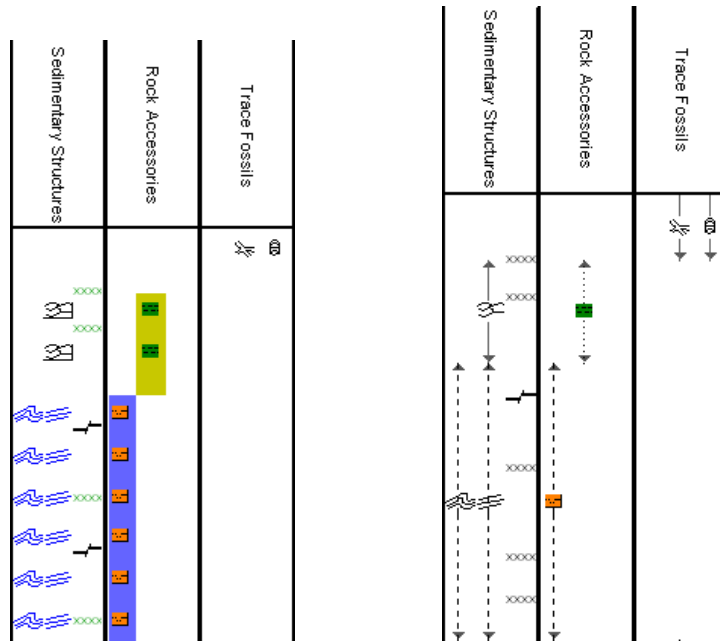 Sedimentary Structures
Rock Accessories
Trace Fossils
Sedimentary Structures
Rock Accessories
Trace Fossils